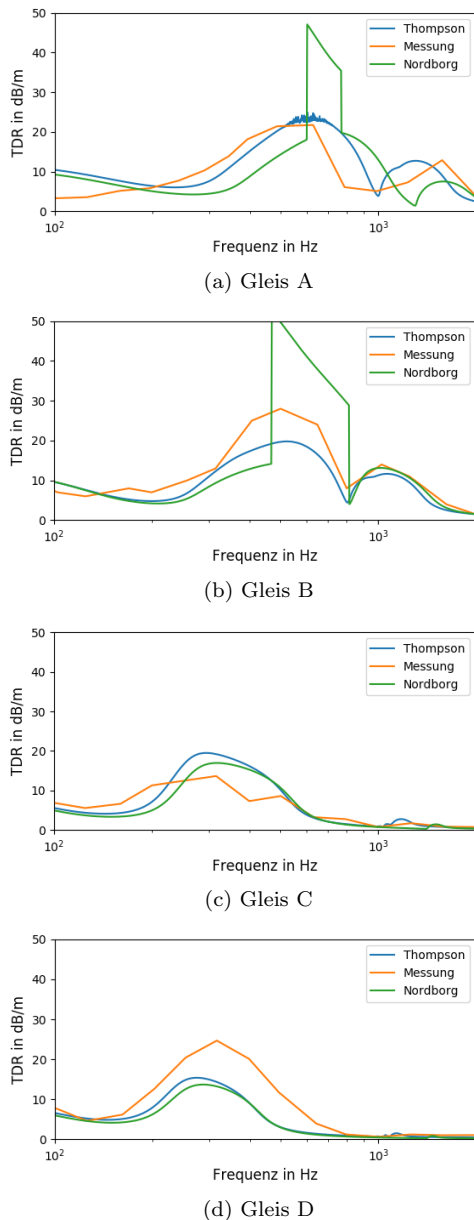 50
Thompson
Messung
Nordborg
40
30
20
10
0
TDR in dB/m
10²
10³
Frequenz in Hz
(a) Gleis A
50
Thompson
Messung
Nordborg
40
30
20
10
0
TDR in dB/m
10²
10³
Frequenz in Hz
(b) Gleis B
50
Thompson
Messung
Nordborg
40
30
20
10
0
TDR in dB/m
10²
10³
Frequenz in Hz
(c) Gleis C
50
Thompson
Messung
Nordborg
40
30
20
10
0
TDR in dB/m
10²
10³
Frequenz in Hz
(d) Gleis D